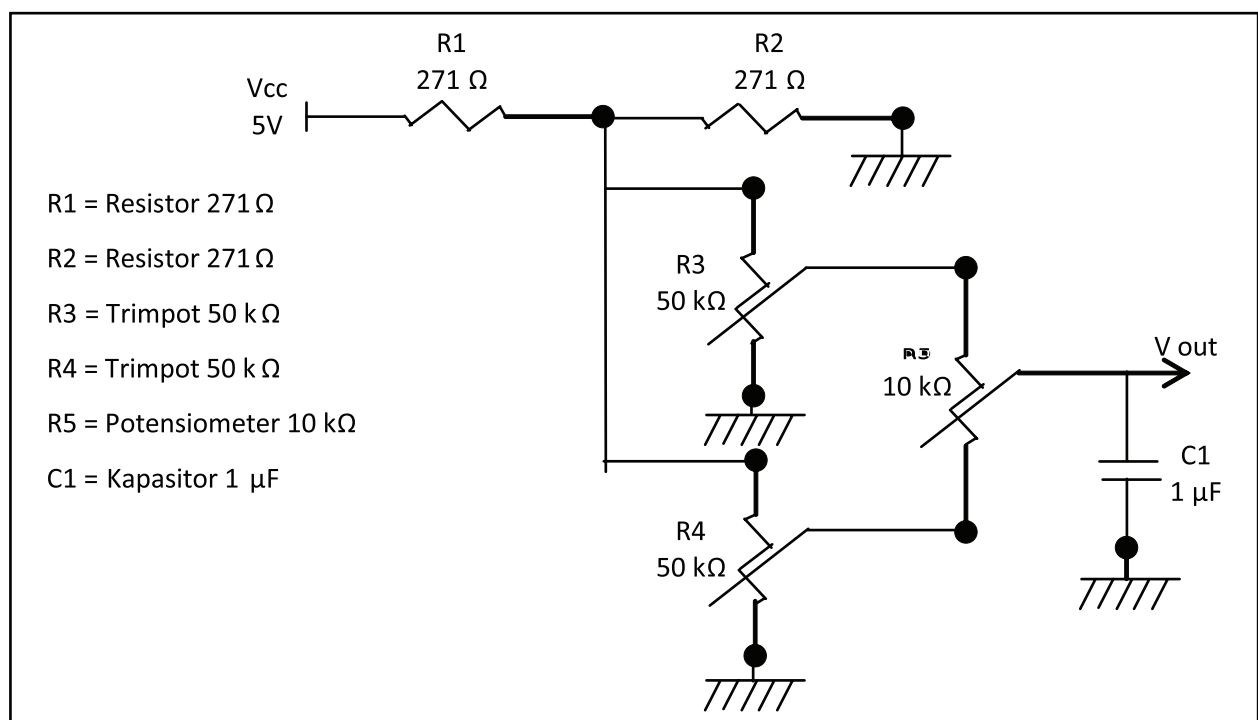 R1
271 Ω
R2
271 Ω
Vcc
5V
R1 = Resistor 271 Ω
R2 = Resistor 271 Ω
R3 = Trimpot 50 k Ω
R4 = Trimpot 50 k Ω
R5 = Potensiometer 10 kΩ
C1 = Kapasitor 1 μF
R3
50 kΩ
10 kΩ
V out
C1
1 μF
R4
50 kΩ